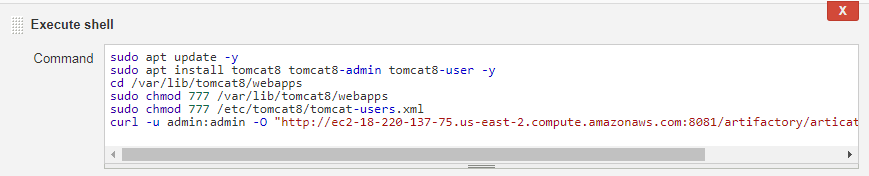 X
Execute shell
Command
sudo apt update -y
sudo apt install tomcat8 tomcat8-admin tomcat8-user -y
cd /var/lib/tomcat8/webapps
sudo chmod 777 /var/lib/tomcat8/webapps
sudo chmod 777 /etc/tomcat8/tomcat-users.xml
curl -u admin:admin -O "http://ec2-18-220-137-75.us-east-2.compute.amazonaws.com:8081/artifactory/articat